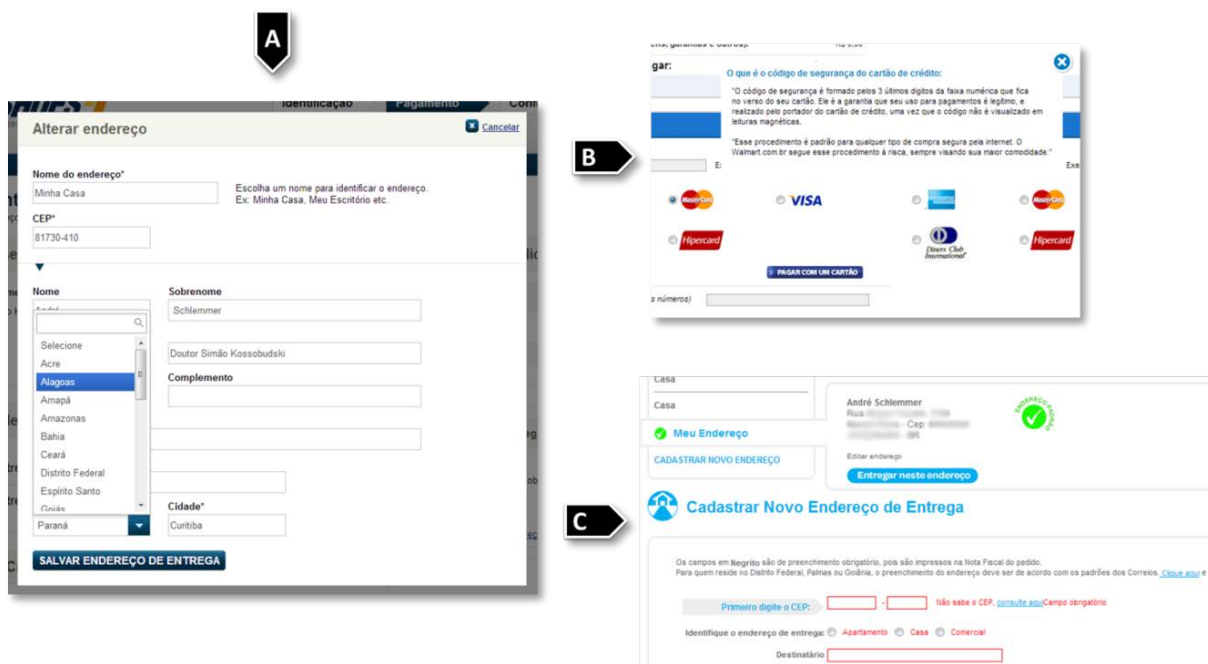 A
Identificação
Pagamento
Alterar endereço
Cancelar
Nome do endereço*
Minha Casa
Escolha um nome para identificar o endereço.
Ex: Minha Casa, Meu Escritório etc.
CEP*
81730-410
Nome
Sobrenome
André
Schlemmer
Selecione
Acre
Doutor Simão Kossobudski
Alagoas
Complemento
Amapá
Amazonas
Bahia
Ceará
Distrito Federal
Espírito Santo
Goiás
Cidade*
Paraná
Curitiba
SALVAR ENDEREÇO DE ENTREGA
B
gar:
O que é o código de segurança do cartão de crédito:
"O código de segurança é formado pelos 3 últimos dígitos da faixa numérica que fica
no verso do seu cartão. Ele é a garantia que seu uso para pagamentos é legítimo, e
realizado pelo portador do cartão de crédito, uma vez que o código não é visualizado em
leituras magnéticas.
"Esse procedimento é padrão para qualquer tipo de compra segura pela internet. O
Walmart.com.br segue esse procedimento à risca, sempre visando sua maior comodidade."
MasterCard
VISA
MasterCard
Hipercard
Diners Club
International
Hipercard
PAGAR COM UM CARTÃO
s números)
C
Casa
Casa
André Schlemmer
Rua
Cep:
ENDEREÇO PADRÃO
Meu Endereço
CADASTRAR NOVO ENDEREÇO
Editar endereço
Entregar neste endereço
Cadastrar Novo Endereço de Entrega
Os campos em Negrito são de preenchimento obrigatório, pois são impressos na Nota Fiscal do pedido.
Para quem reside no Distrito Federal, Palmas ou Goiânia, o preenchimento do endereço deve ser de acordo com os padrões dos Correios. Clique aqui e
Primeiro digite o CEP:
-
Não sabe o CEP, consulte aqui Campo obrigatório
Identifique o endereço de entrega:
Apartamento
Casa
Comercial
Destinatário